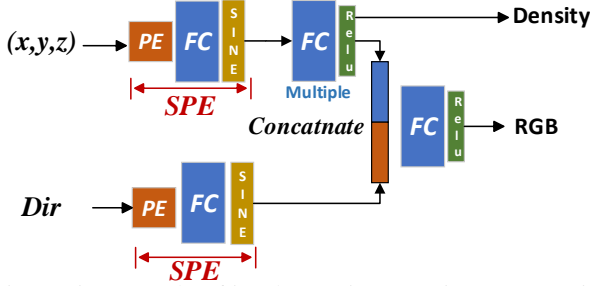 (x,y,z)
PE
FC
SINE
FC
Relu
Density
SPE
Multiple
Concatnate
FC
Relu
RGB
Dir
PE
FC
SINE
SPE